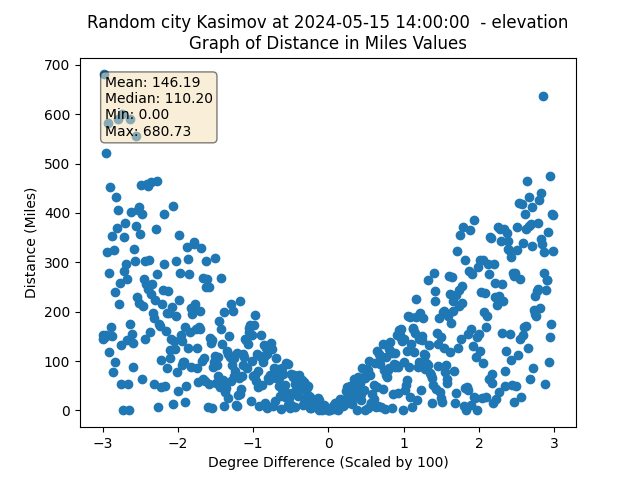 Random city Kasimov at 2024-05-15 14:00:00  - elevation
Graph of Distance in Miles Values
Mean: 146.19
Median: 110.20
Min: 0.00
Max: 680.73
Distance (Miles)
700
600
500
400
300
200
100
0
−3
−2
−1
0
1
2
3
Degree Difference (Scaled by 100)